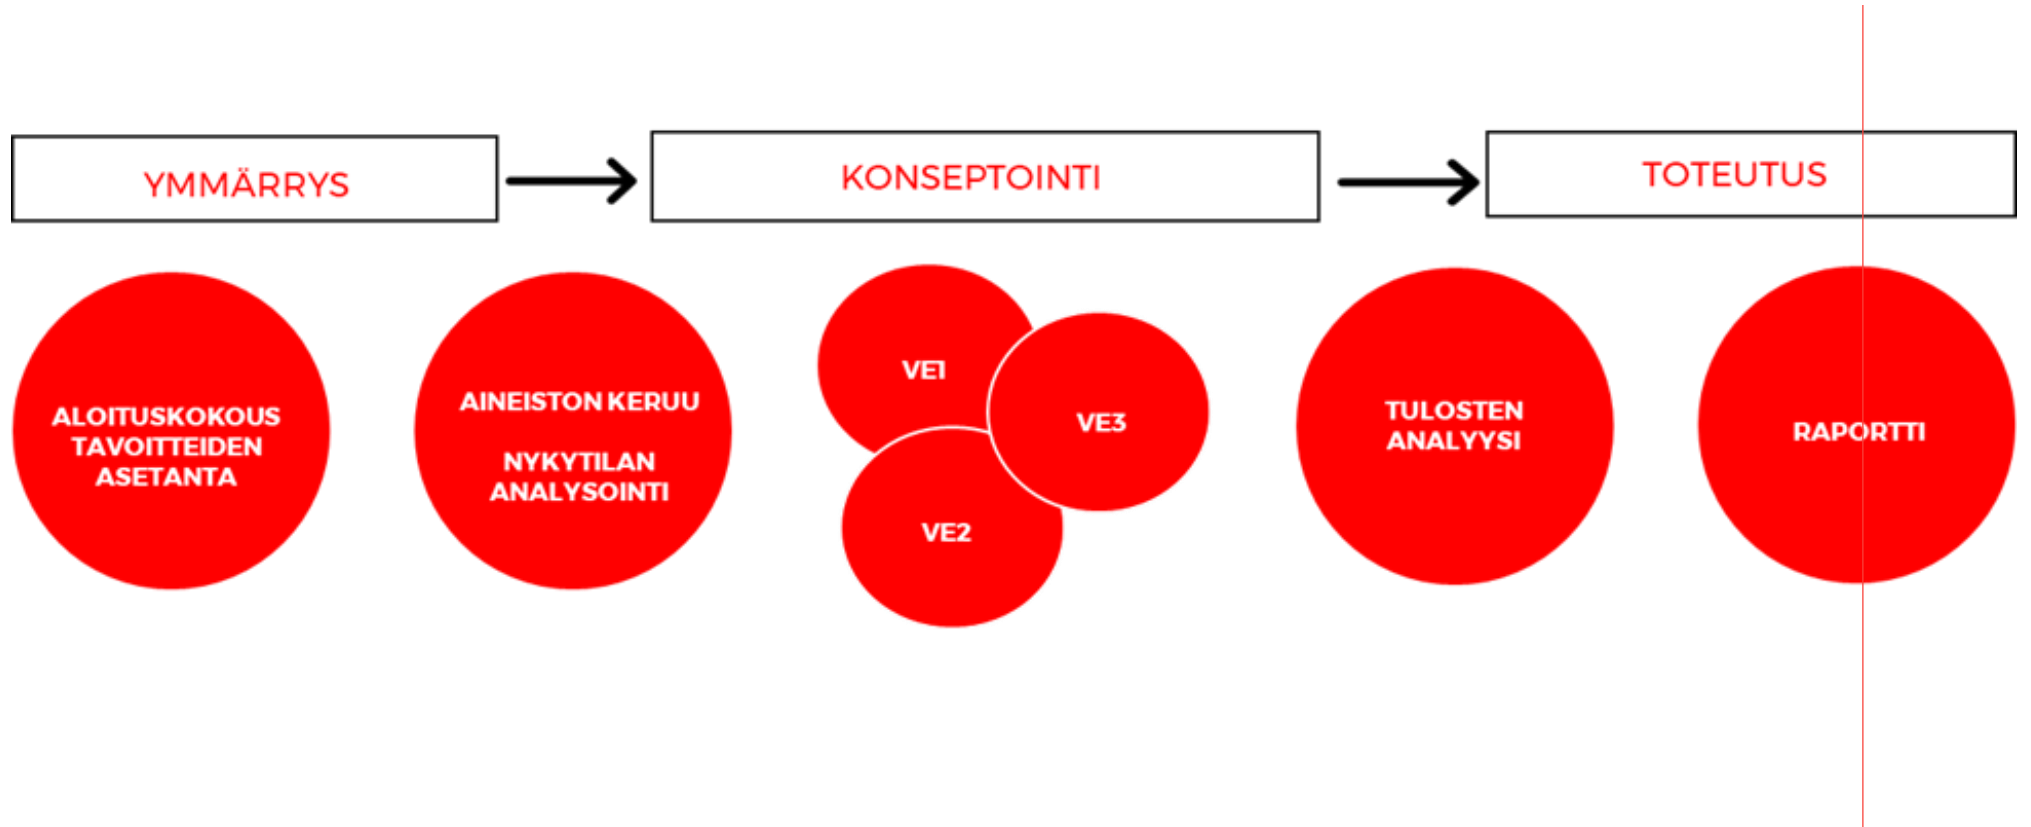 YMMÄRRYS
KONSEPTOINTI
TOTEUTUS
ALOITUSKOKOUS
TAVOITTEIDEN
ASETANTA
AINEISTON KERUU
NYKYTILAN
ANALYSOINTI
VE1
VE2
VE3
TULOSTEN
ANALYYSI
RAPORTTI